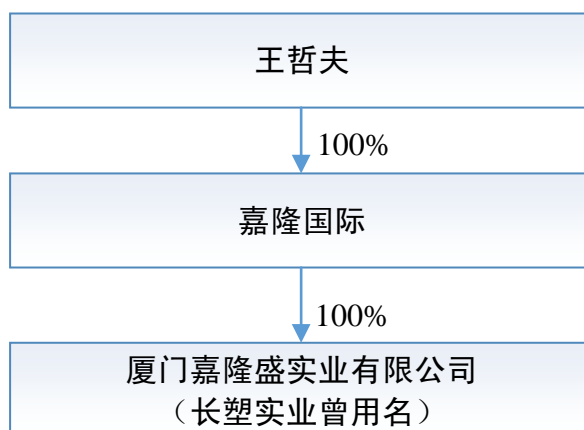 王哲夫
100%
嘉隆国际
100%
厦门嘉隆盛实业有限公司
（长塑实业曾用名）